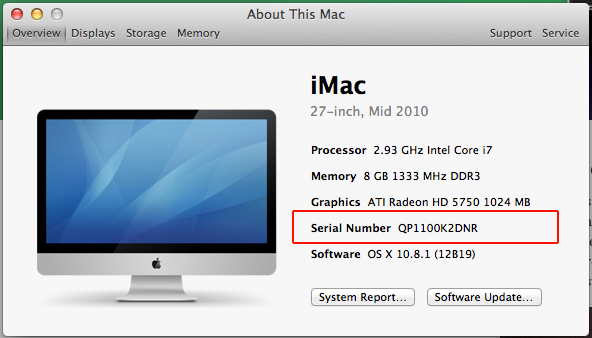 About This Mac
Overview Displays Storage Memory Support Service
iMac
27-inch, Mid 2010
Processor 2.93 GHz Intel Core i7
Memory 8 GB 1333 MHz DDR3
Graphics ATI Radeon HD 5750 1024 MB
Serial Number QP1100K2DNR
Software OS X 10.8.1 (12B19)
System Report... Software Update...